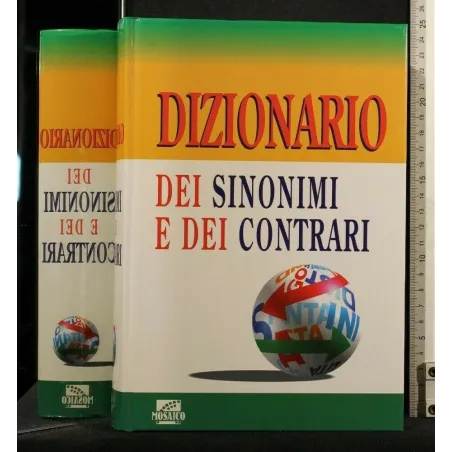 DIZIONARIO
DEI SINONIMI
E DEI CONTRARI
MOSAICO
DIZIONARIO
DEI
SINONIMI
E DEI
CONTRARI
MOSAICO